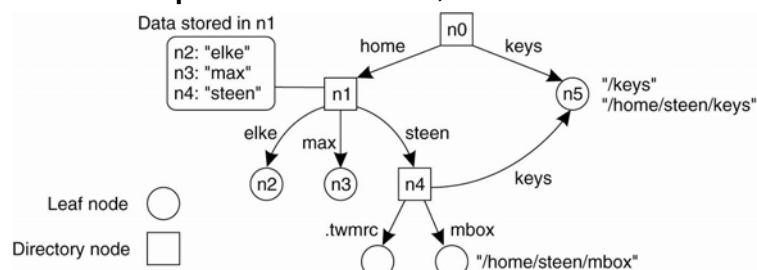 Data stored in n1
n0
home
keys
n2: "elke"
n3: "max"
n4: "steen"
n1
n5
"/keys"
"/home/steen/keys"
elke
max
steen
n2
n3
n4
keys
Leaf node
.twmrc
mbox
Directory node
"/home/steen/mbox"